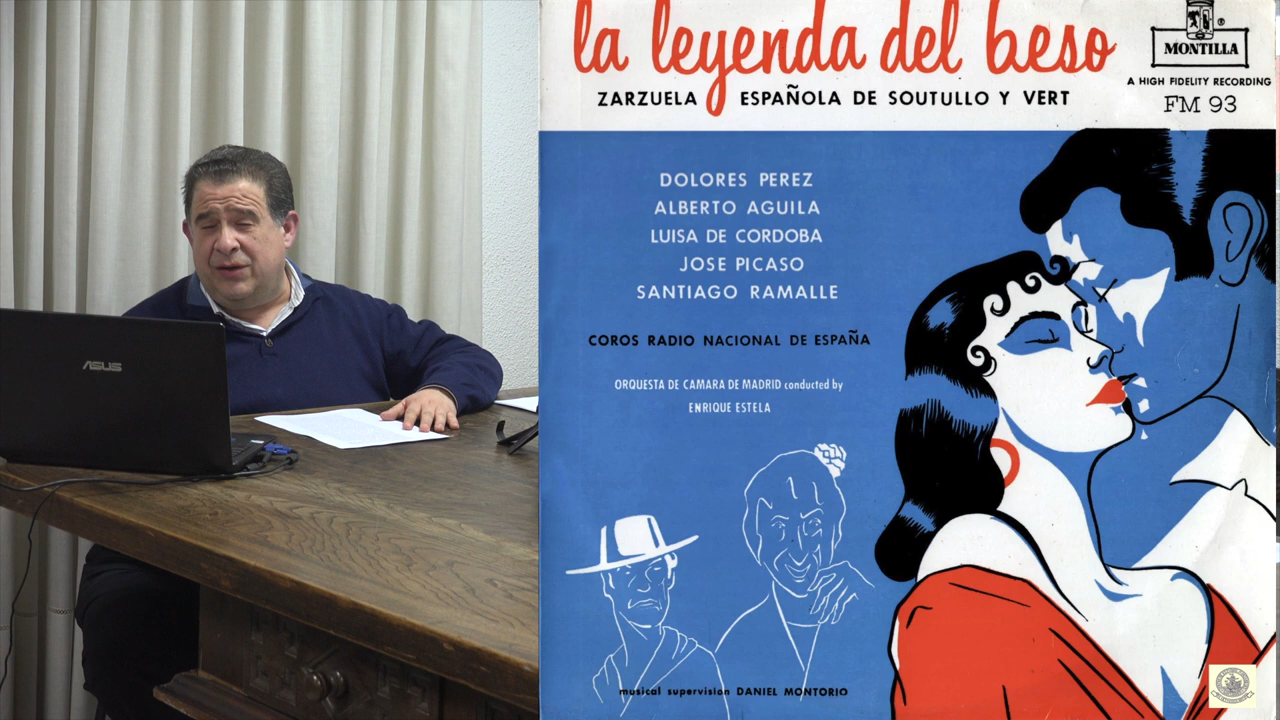 ASUS
la leyenda del beso
ZARZUELA ESPAÑOLA DE SOUTULLO Y VERT
MONTILLA
®
A HIGH FIDELITY RECORDING
FM 93
DOLORES PEREZ
ALBERTO AGUILA
LUISA DE CORDOBA
JOSE PICASO
SANTIAGO RAMALLE
COROS RADIO NACIONAL DE ESPAÑA
ORQUESTA DE CAMARA DE MADRID conducted by
ENRIQUE ESTELA
musical supervision DANIEL MONTORIO